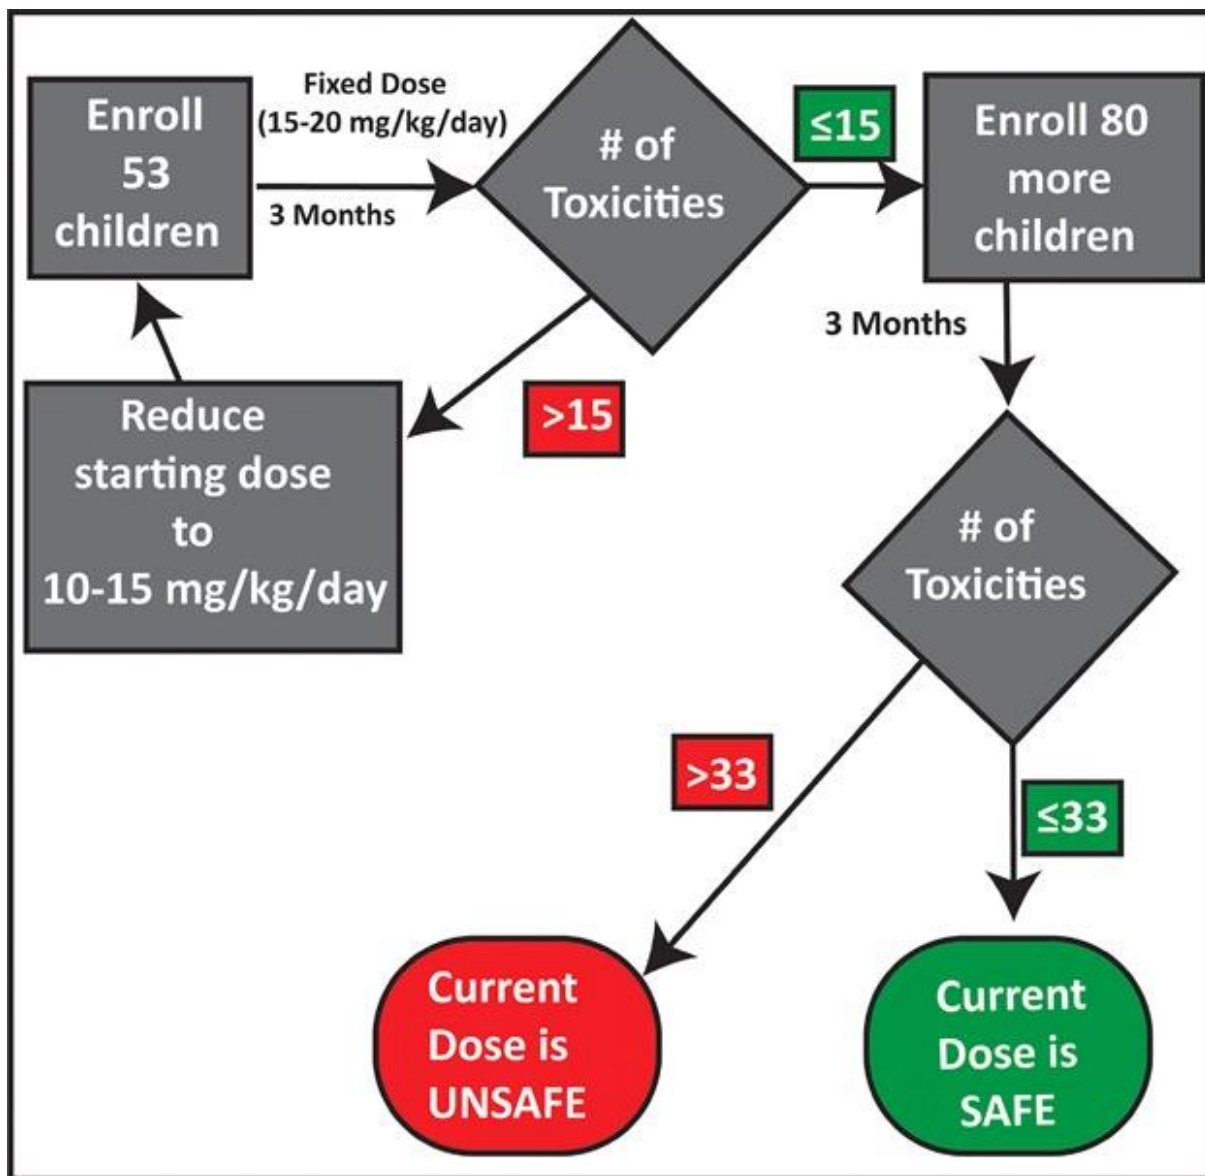 Enroll
53
children
Fixed Dose
(15-20 mg/kg/day)
3 Months
# of
Toxicities
≤15
Enroll 80
more
children
>15
Reduce
starting dose
to
10-15 mg/kg/day
3 Months
# of
Toxicities
>33
≤33
Current
Dose is
UNSAFE
Current
Dose is
SAFE